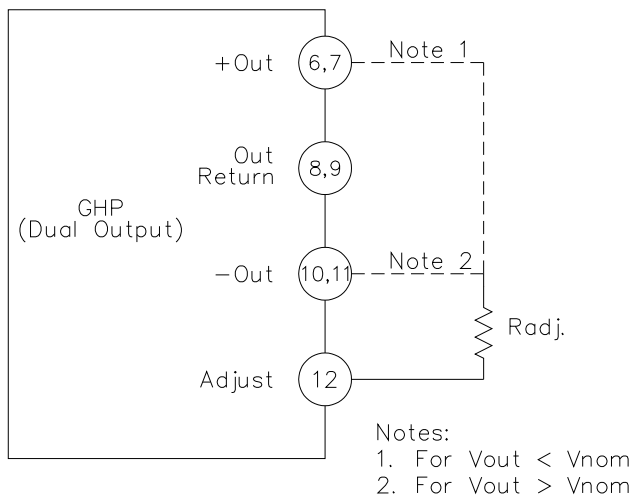 +Out
6,7
Note 1
Out
Return
8,9
GHP
(Dual Output)
-Out
10,11
Note 2
Radj.
Adjust
12
Notes:
1. For Vout < Vnom
2. For Vout > Vnom